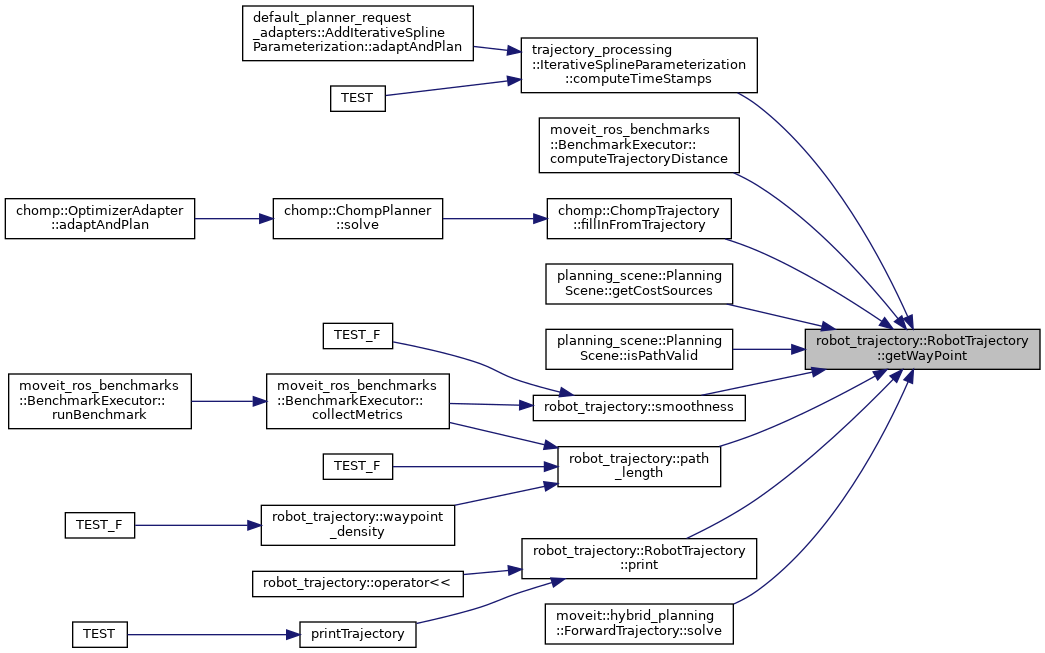 default_planner_request
_adapters::AddIterativeSpline
Parameterization::adaptAndPlan
trajectory_processing
::IterativeSplineParameterization
::computeTimeStamps
TEST
moveit_ros_benchmarks
::BenchmarkExecutor::
computeTrajectoryDistance
chomp::OptimizerAdapter
::adaptAndPlan
chomp::ChompPlanner
::solve
chomp::ChompTrajectory
::fillInFromTrajectory
planning_scene::Planning
Scene::getCostSources
planning_scene::Planning
Scene::isPathValid
robot_trajectory::RobotTrajectory
::getWayPoint
TEST_F
moveit_ros_benchmarks
::BenchmarkExecutor::
runBenchmark
moveit_ros_benchmarks
::BenchmarkExecutor::
collectMetrics
robot_trajectory::smoothness
TEST_F
robot_trajectory::path
_length
TEST_F
robot_trajectory::waypoint
_density
robot_trajectory::RobotTrajectory
::print
robot_trajectory::operator<<
moveit::hybrid_planning
::ForwardTrajectory::solve
TEST
printTrajectory